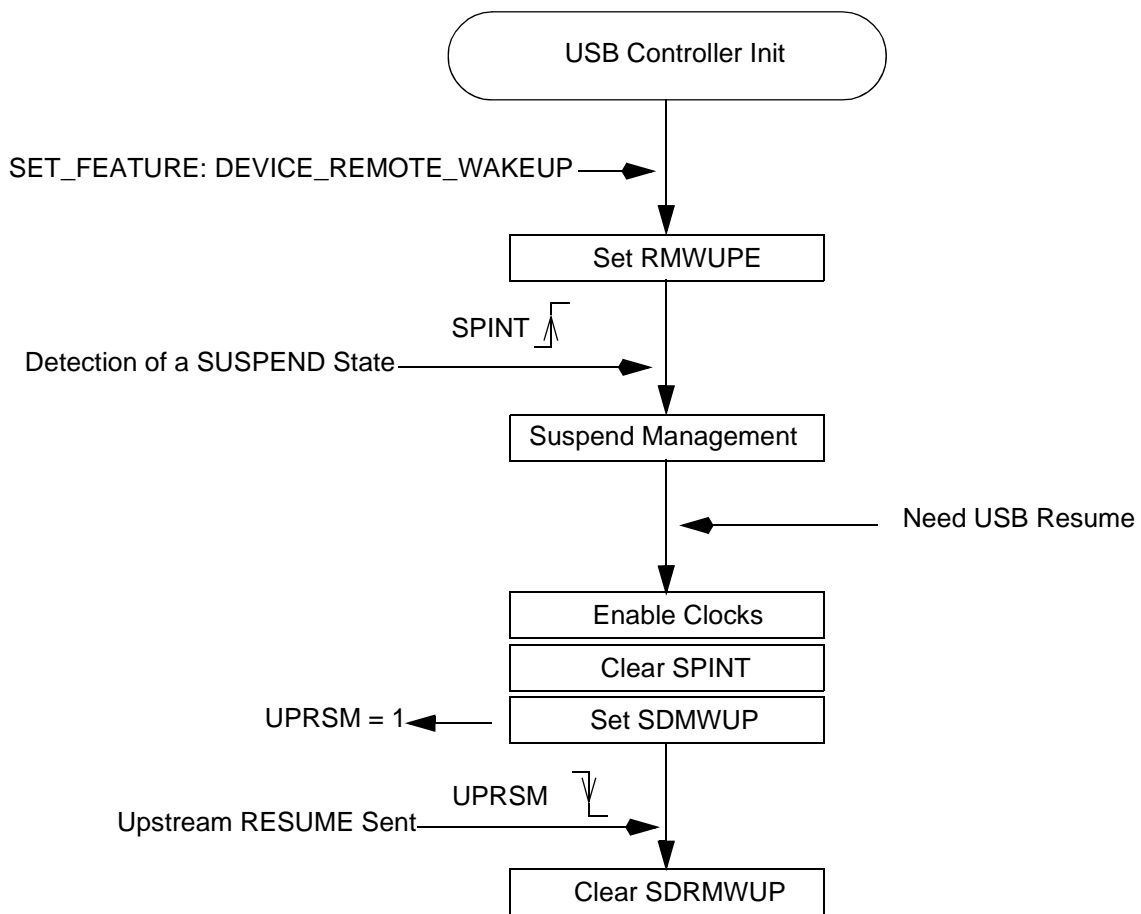 USB Controller Init
SET_FEATURE: DEVICE_REMOTE_WAKEUP
Set RMWUPE
SPINT
Detection of a SUSPEND State
Suspend Management
Need USB Resume
Enable Clocks
Clear SPINT
UPRSM = 1
Set SDMWUP
UPRSM
Upstream RESUME Sent
Clear SDRMWUP